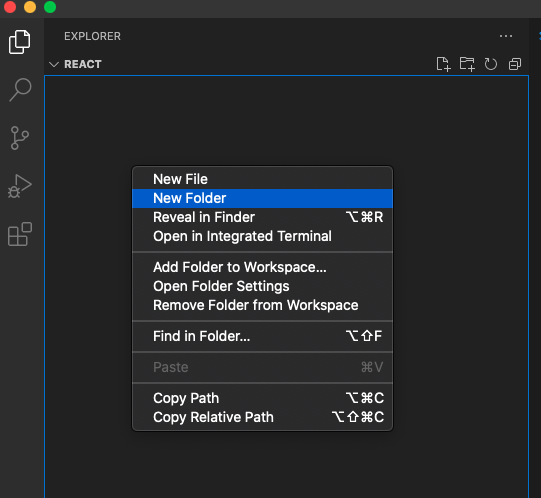 EXPLORER
REACT
New File
New Folder
Reveal in Finder ⌥⌘R
Open in Integrated Terminal
Add Folder to Workspace...
Open Folder Settings
Remove Folder from Workspace
Find in Folder... ⌥⇧F
Paste ⌘V
Copy Path ⌥⌘C
Copy Relative Path ⌥⇧⌘C